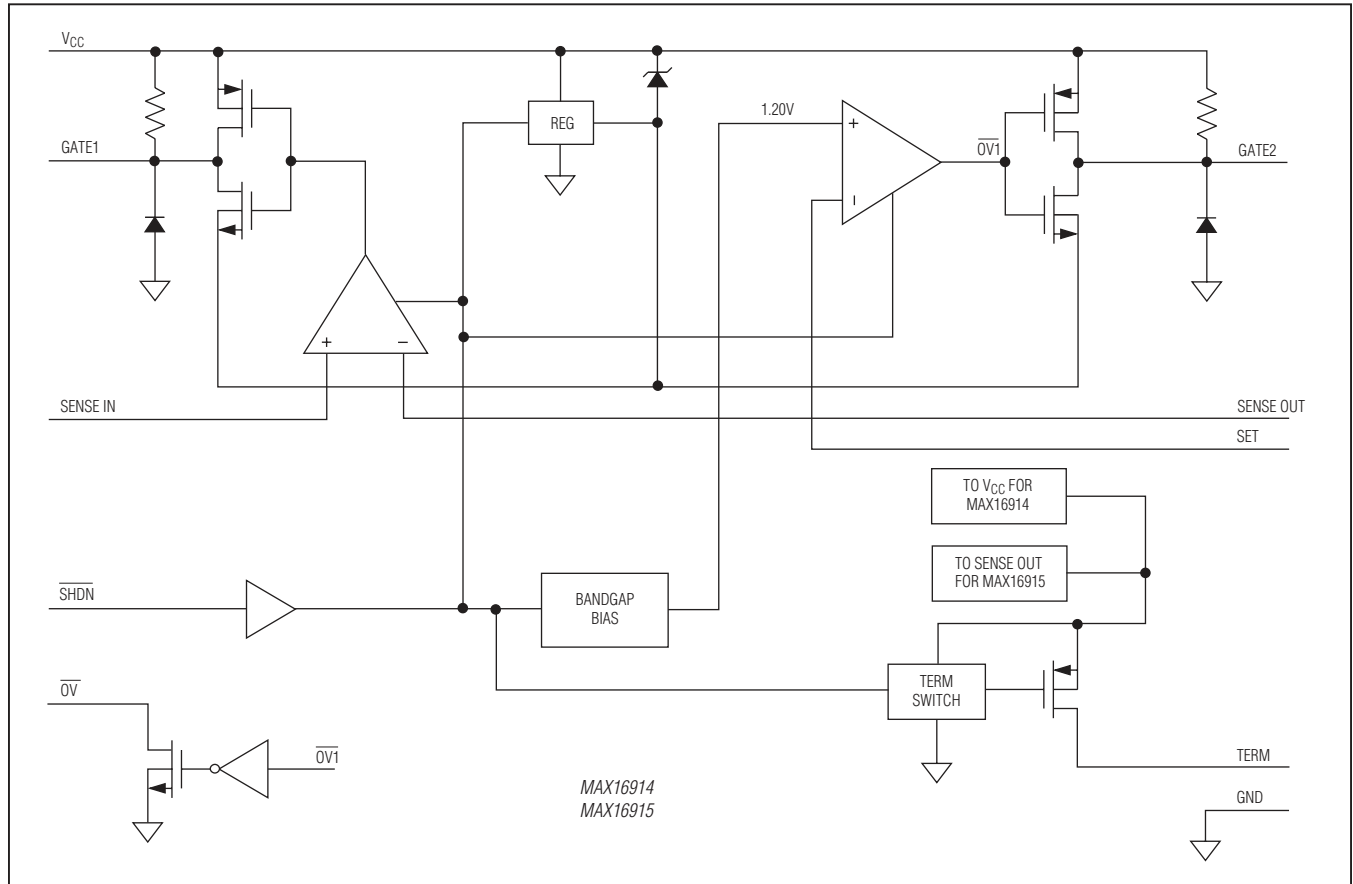 VCC
REG
1.20V
+
−
OV1
GATE1
GATE2
+ −
SENSE IN
SENSE OUT
SET
TO VCC FOR
MAX16914
TO SENSE OUT
FOR MAX16915
SHDN
BANDGAP
BIAS
TERM
SWITCH
OV
OV1
TERM
MAX16914
MAX16915
GND